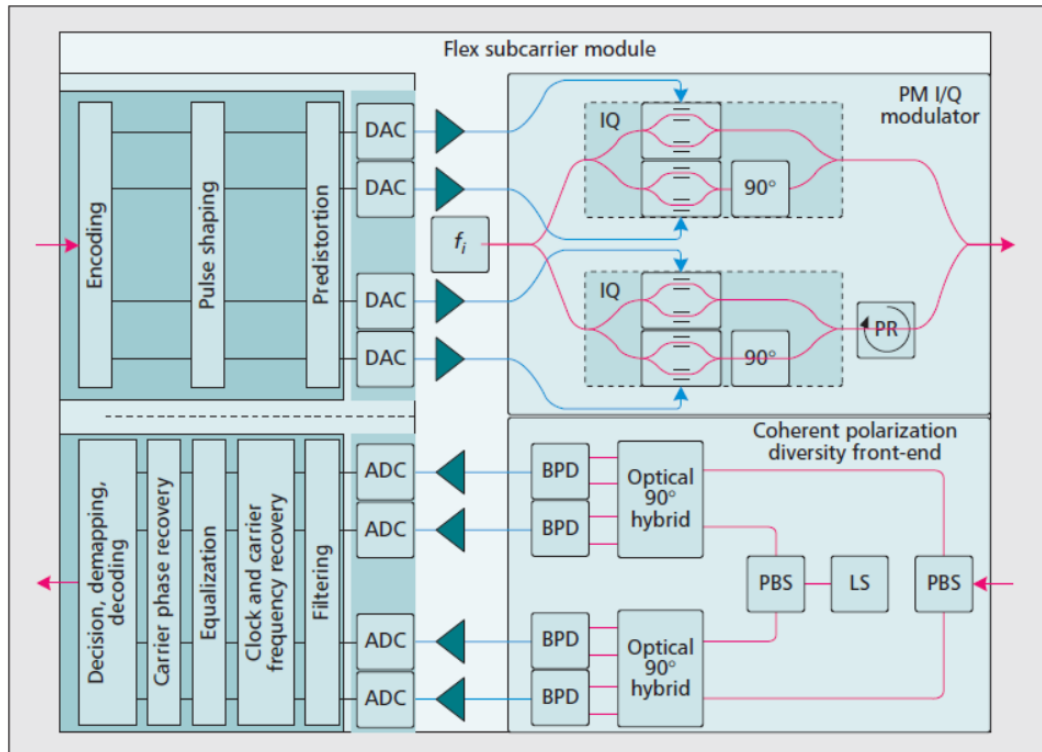 Flex subcarrier module
Encoding
Pulse shaping
Predistortion
DAC
DAC
DAC
DAC
f_i
PM I/Q
modulator
IQ
90°
IQ
90°
PR
Decision, demapping,
decoding
Carrier phase recovery
Equalization
Clock and carrier
frequency recovery
Filtering
ADC
ADC
ADC
ADC
Coherent polarization
diversity front-end
BPD
BPD
Optical
90°
hybrid
BPD
BPD
Optical
90°
hybrid
PBS
LS
PBS